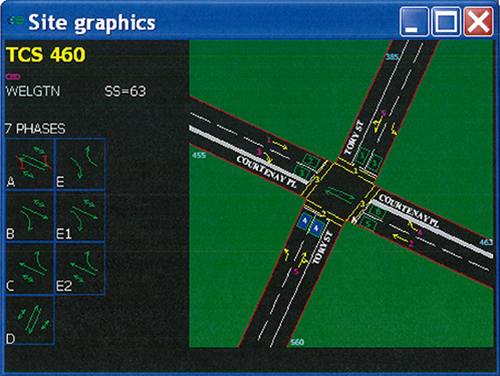 Site graphics
TCS 460
WELGTN SS=63
7 PHASES
A E
B E1
C E2
D
385
TORY ST
455
COURTENAY PL
COURTENAY PL
463
TORY ST
560